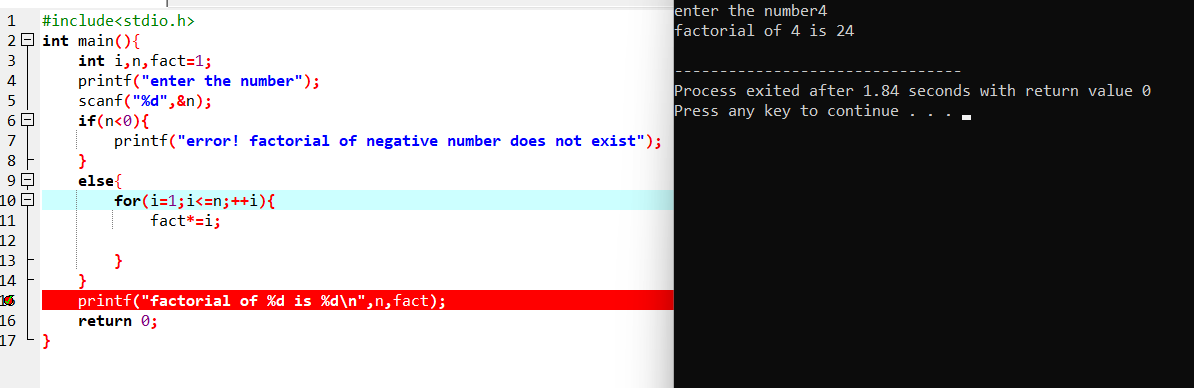 1 #include<stdio.h>
2 int main(){
3 int i,n,fact=1;
4 printf("enter the number");
5 scanf("%d",&n);
6 if(n<0){
7 printf("error! factorial of negative number does not exist");
8 }
9 else{
10 for(i=1;i<=n;++i){
11 fact*=i;
12
13 }
14 }
15 printf("factorial of %d is %d\n",n,fact);
16 return 0;
17 }
enter the number4
factorial of 4 is 24
--------------------------------
Process exited after 1.84 seconds with return value 0
Press any key to continue . . .